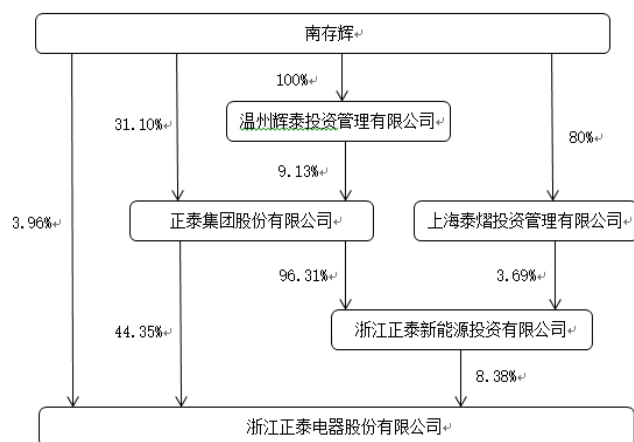 南存辉
100%
温州辉泰投资管理有限公司
31.10%
80%
9.13%
3.96%
正泰集团股份有限公司
上海泰熠投资管理有限公司
96.31%
3.69%
44.35%
浙江正泰新能源投资有限公司
8.38%
浙江正泰电器股份有限公司